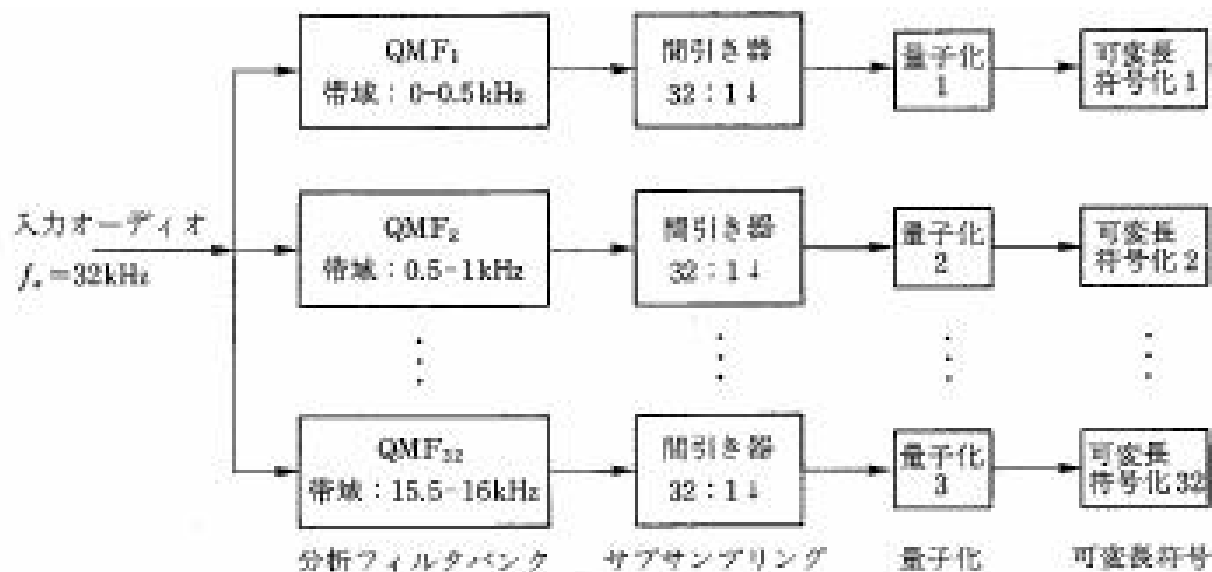 QMF₁
帯域：0-0.5kHz
間引き器
32：1↓
量子化
1
可変長
符号化1
入力オーディオ
fₛ=32kHz
QMF₂
帯域：0.5-1kHz
間引き器
32：1↓
量子化
2
可変長
符号化2
QMF₃₂
帯域：15.5-16kHz
間引き器
32：1↓
量子化
3
可変長
符号化32
分析フィルタバンク
サブサンプリング
量子化
可変長符号